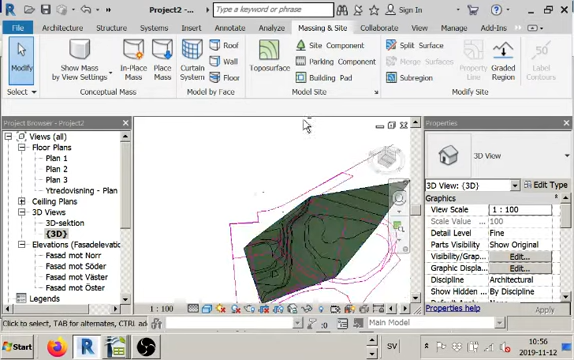 Project2...
Type a key word or phrase
Sign In
File Architecture Structure Systems Insert Annotate Analyze Massing & Site Collaborate View Manage Add-Ins
Modify
Show Mass
by View Settings
In-Place
Mass
Place
Mass
Curtain
System
Roof
Wall
Floor
Toposurface
Site Component
Parking Component
Building Pad
Split Surface
Subregion
Graded
Region
Label
Contours
Select
Conceptual Mass
Model by Face
Model Site
Modify Site
Project Browser - Project2
Views (all)
Floor Plans
Plan 1
Plan 2
Plan 3
Ytredovisning - Plan
Ceiling Plans
3D Views
3D-sektion
{3D}
Elevations (Fasadelevation
Fasad mot Norr
Fasad mot Söder
Fasad mot Väster
Fasad mot Öster
Legends
1 : 100
Properties
3D View
3D View: {3D}
Edit Type
Graphics
View Scale 1 : 100
Scale Value 100
Detail Level Fine
Parts Visibility Show Original
Visibility/Grap... Edit...
Graphic Displa... Edit...
Discipline Architectural
Show Hidden ... By Discipline
Properties help
Apply
Click to select, TAB for alternates, CTRL ad
:0
Main Model
Start
SV
10:56
2019-11-12